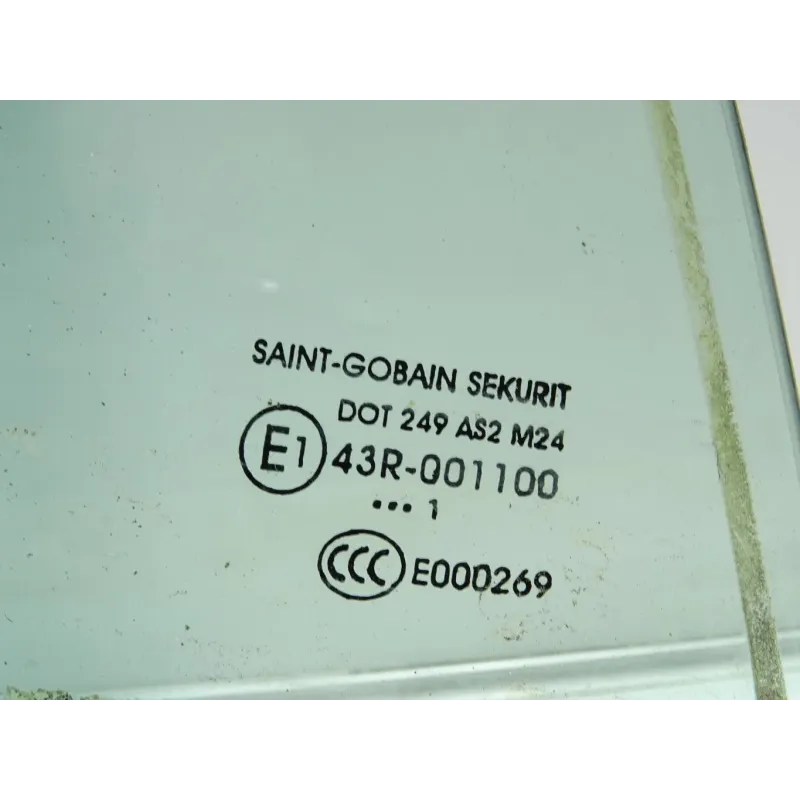 SAINT-GOBAIN SEKURIT
DOT 249 AS2 M24
E1 43R-001100
... 1
CCC E000269